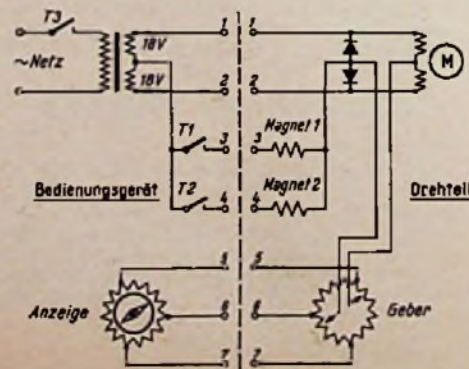 T3
~Netz
18V
18V
1 1
2 2
M
T1
3 3
Magnet 1
T2
4 4
Magnet 2
Bedienungsgerät
Drehteil
5 5
Anzeige
6 6
Geber
7 7